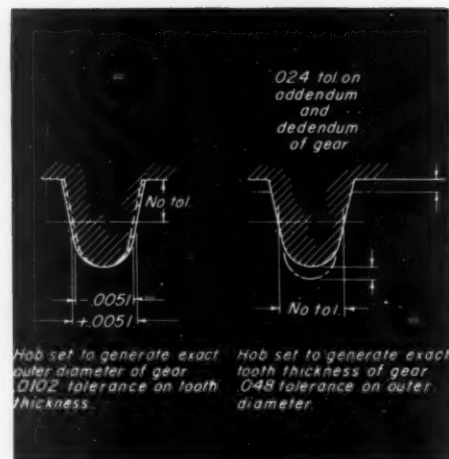 .024 tol on
addendum
and
dedendum
of gear
No tol.
-.0051
+.0051
No tol.
Hob set to generate exact
outer diameter of gear
.0102 tolerance on tooth
thickness
Hob set to generate exact
tooth thickness of gear
.048 tolerance on outer
diameter.